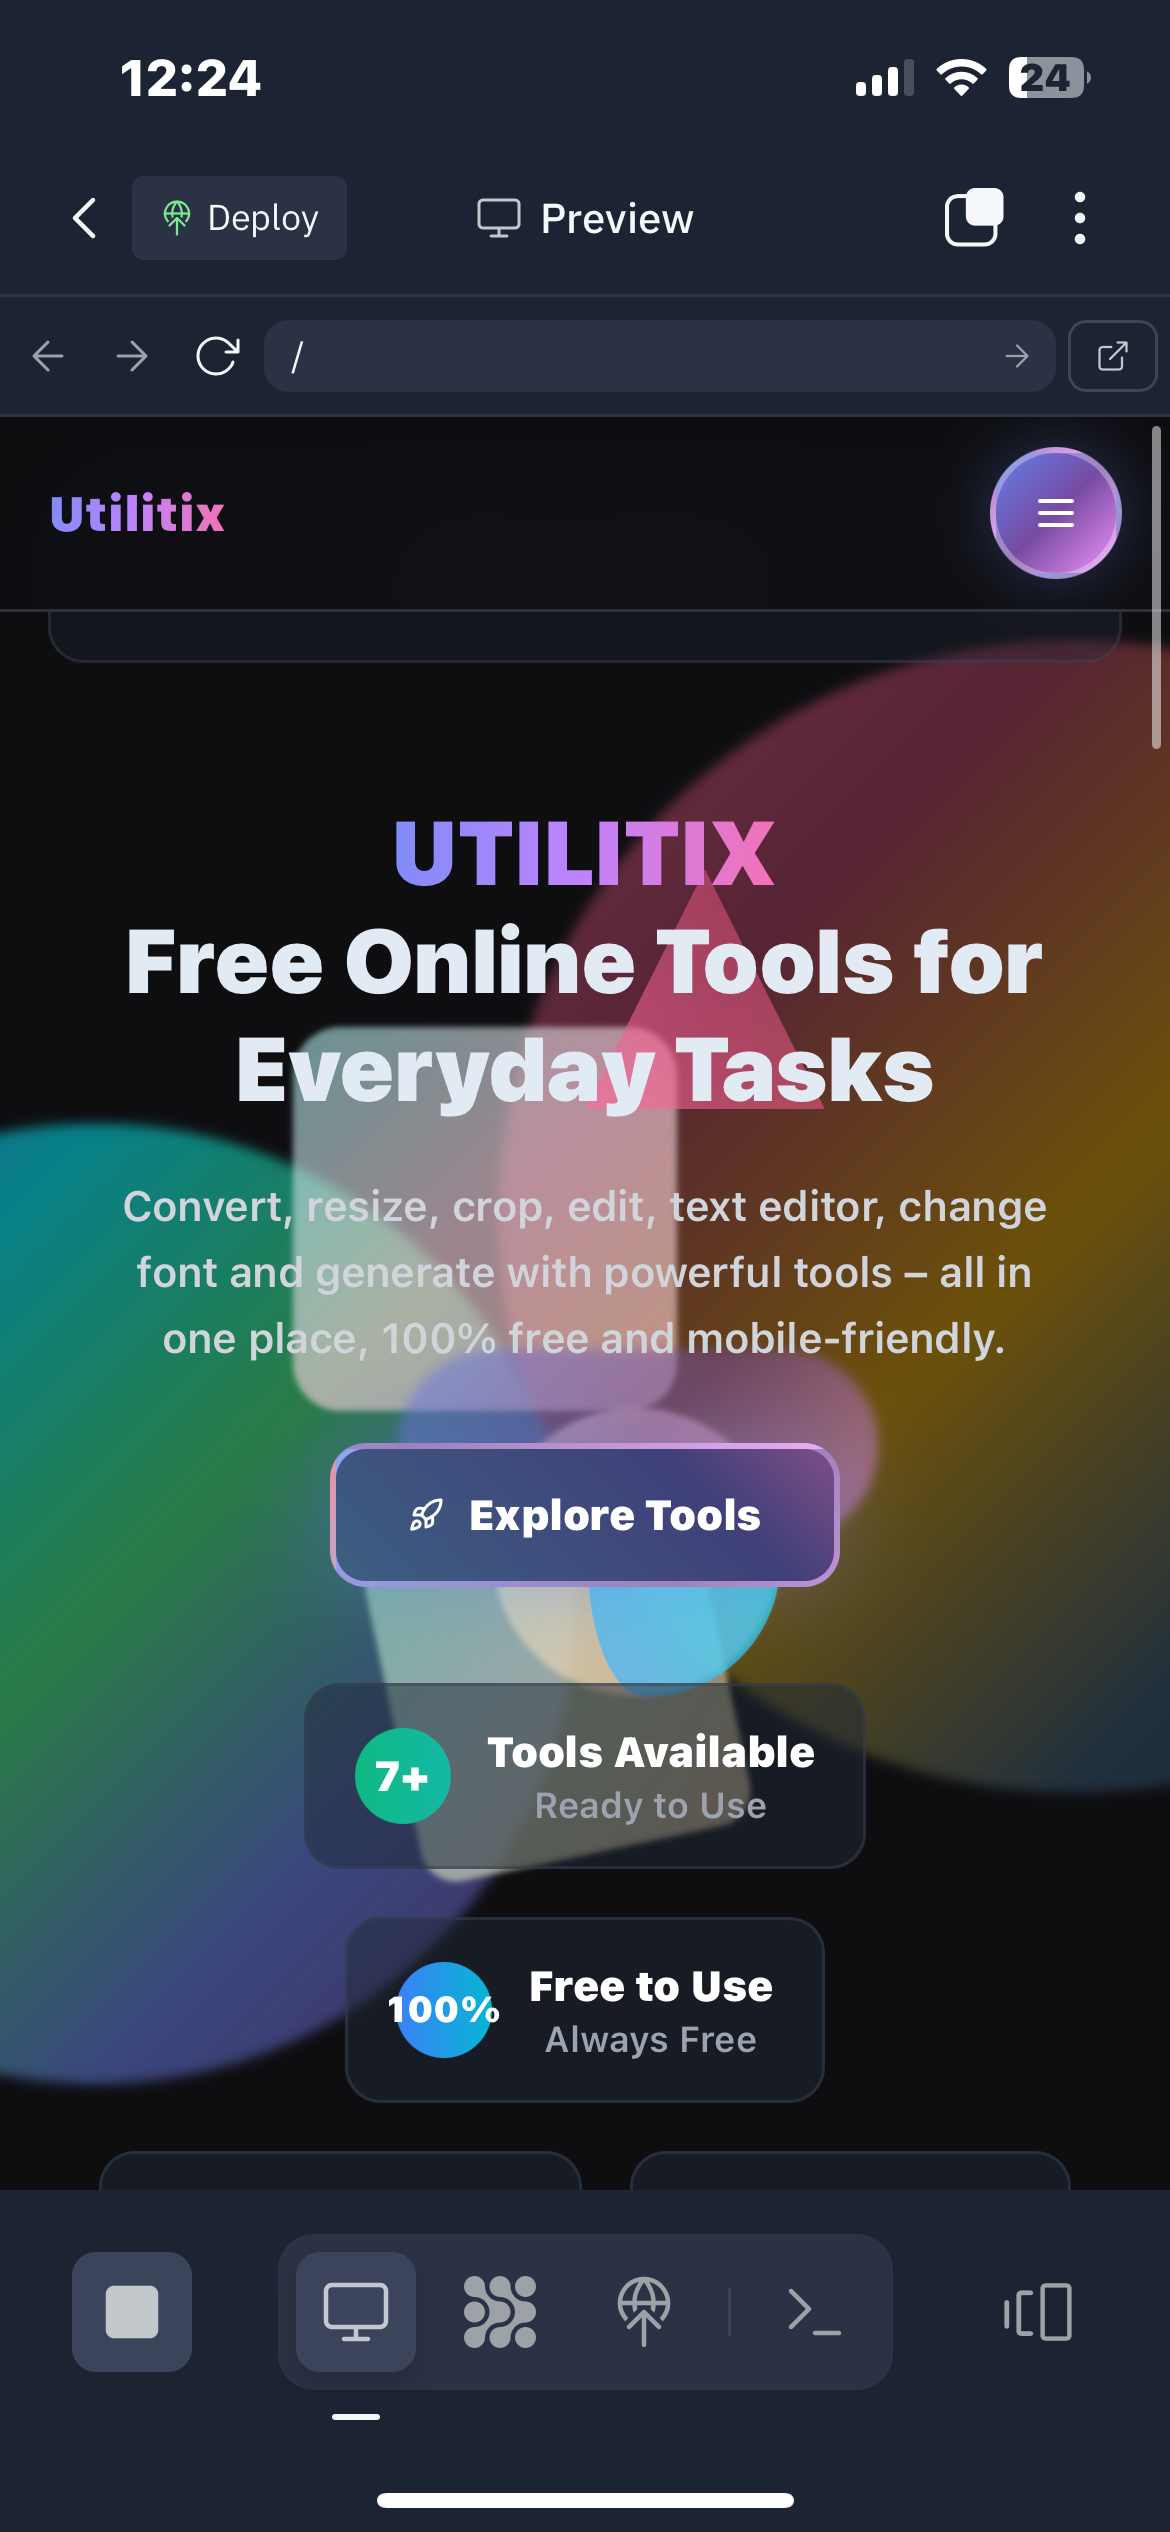 12:24
24
Deploy
Preview
/
Utilitix
UTILITIX
Free Online Tools for
Everyday Tasks
Convert, resize, crop, edit, text editor, change
font and generate with powerful tools – all in
one place, 100% free and mobile-friendly.
Explore Tools
7+
Tools Available
Ready to Use
100%
Free to Use
Always Free